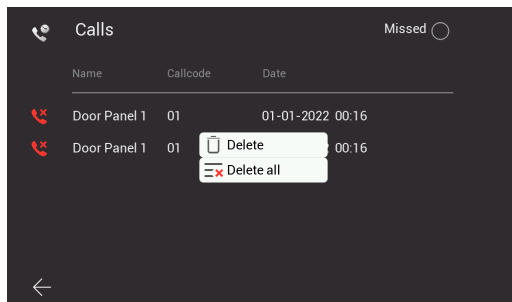 Calls
Missed
Name Callcode Date
Door Panel 1 01 01-01-2022 00:16
Door Panel 1 01 00:16
Delete
Delete all